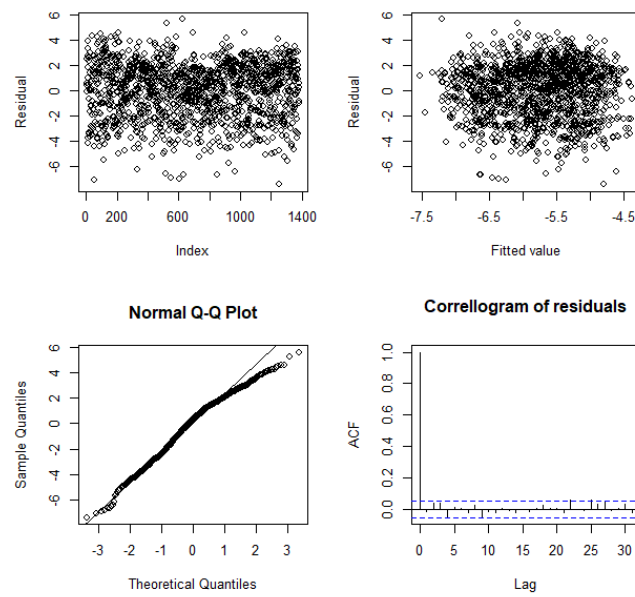 6
4
2
0
-2
-4
-6
Residual
0 200 600 1000 1400
Index
6
4
2
0
-2
-4
-6
Residual
-7.5 -6.5 -5.5 -4.5
Fitted value
Normal Q-Q Plot
6
4
2
0
-2
-4
-6
Sample Quantiles
-3 -2 -1 0 1 2 3
Theoretical Quantiles
Correllogram of residuals
1.0
0.8
0.6
0.4
0.2
0.0
ACF
0 5 10 15 20 25 30
Lag